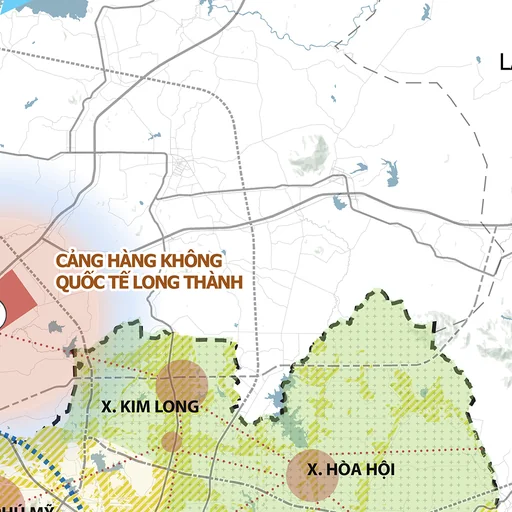 CẢNG HÀNG KHÔNG
QUỐC TẾ LONG THÀNH
X. KIM LONG
X. HÒA HỘI